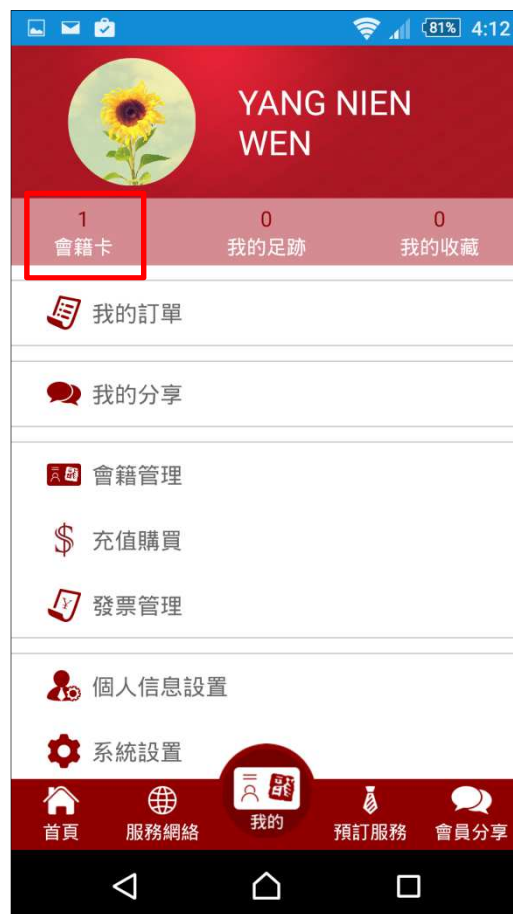 81% 4:12
YANG NIEN
WEN
1 0 0
會籍卡 我的足跡 我的收藏
我的訂單
我的分享
會籍管理
$ 充值購買
發票管理
個人信息設置
系統設置
首頁 服務網絡 我的 預訂服務 會員分享